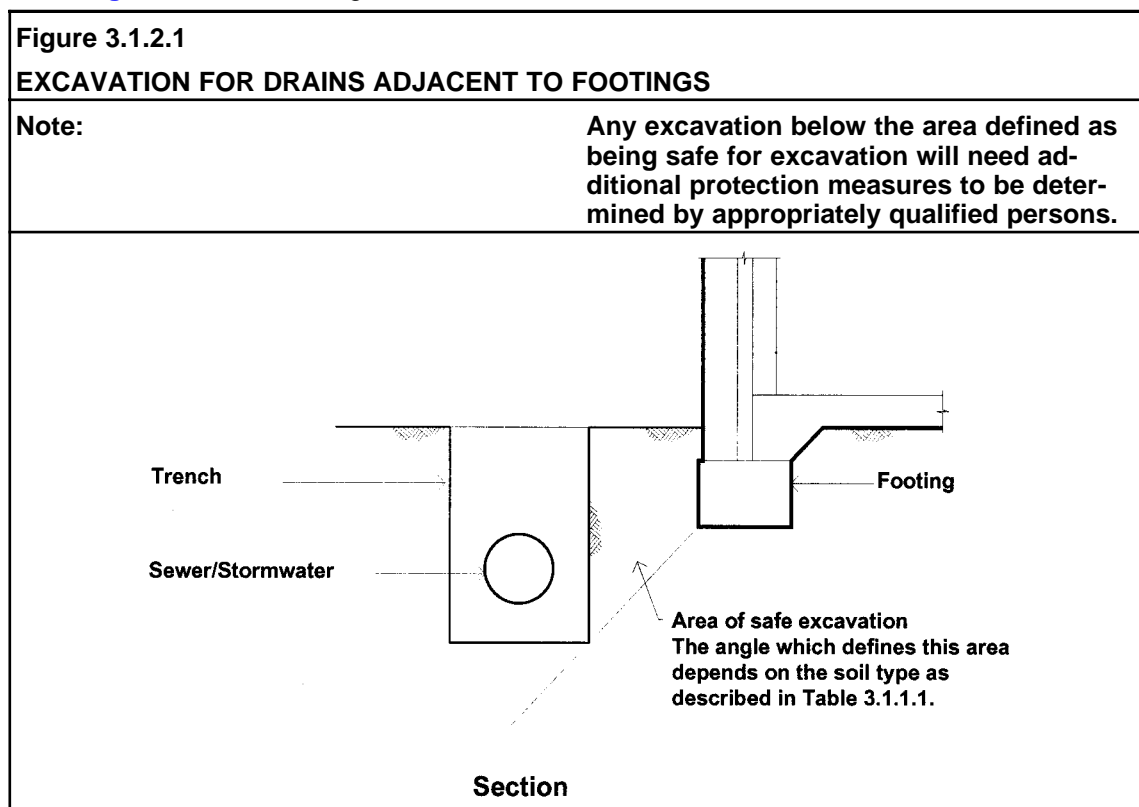 Figure 3.1.2.1
EXCAVATION FOR DRAINS ADJACENT TO FOOTINGS
Note:
Any excavation below the area defined as
being safe for excavation will need ad-
ditional protection measures to be deter-
mined by appropriately qualified persons.
Trench
Footing
Sewer/Stormwater
Area of safe excavation
The angle which defines this area
depends on the soil type as
described in Table 3.1.1.1.
Section